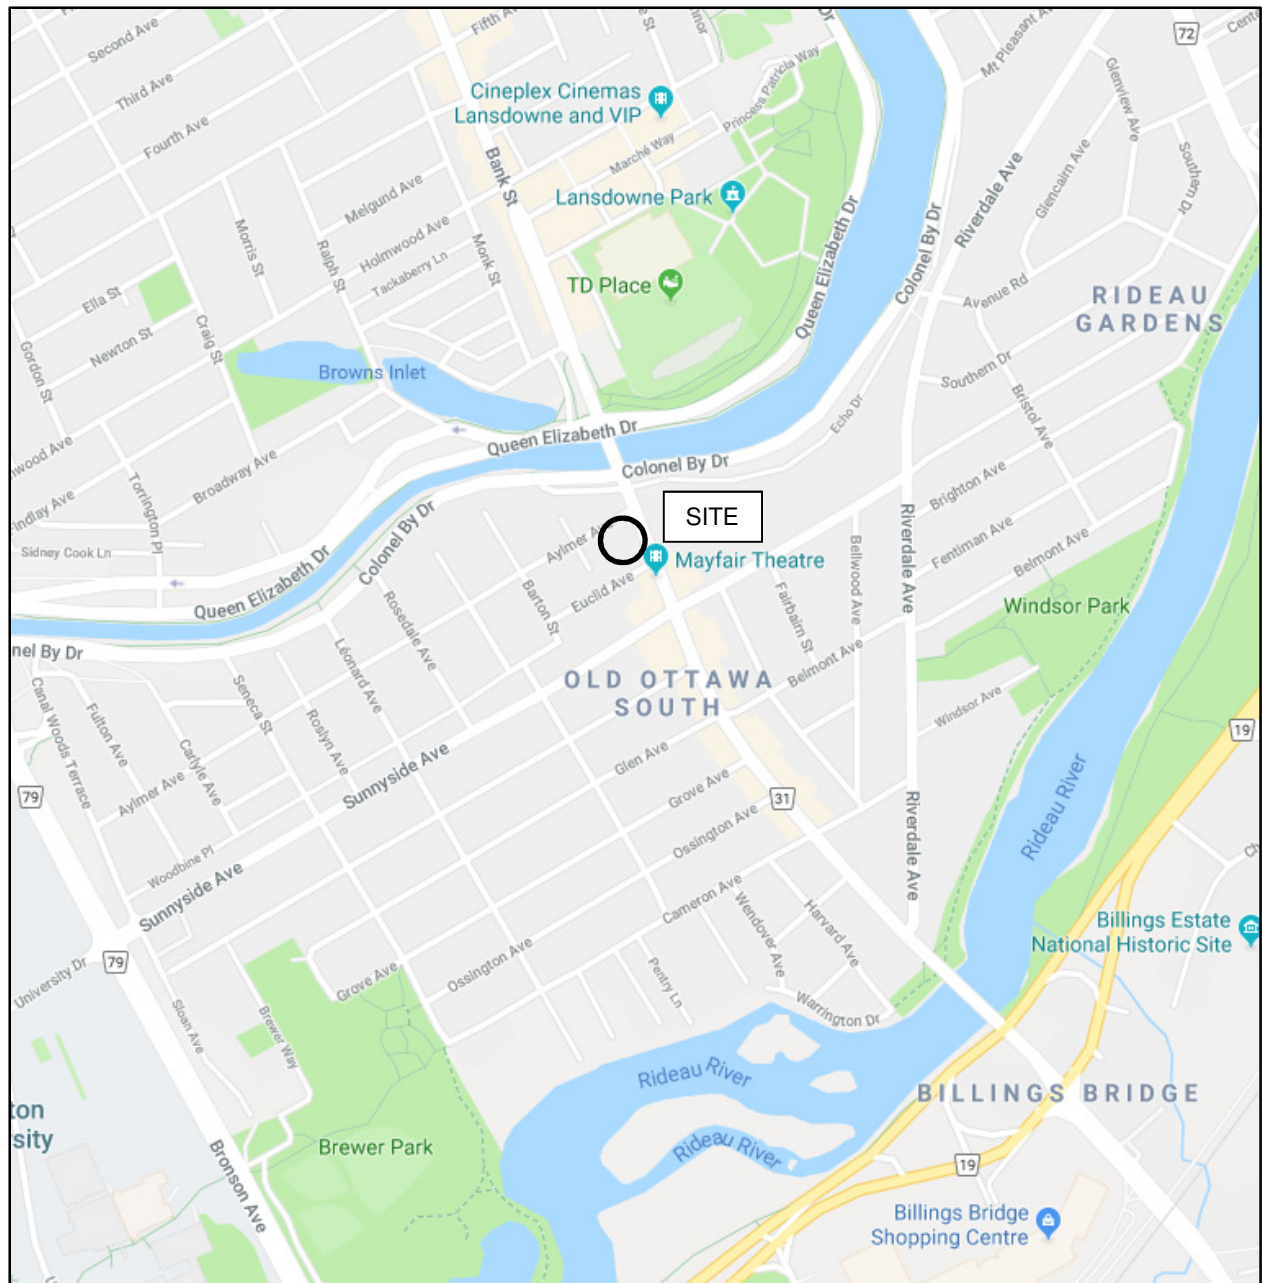 Second Ave
Third Ave
Fourth Ave
Fifth A
Cineplex Cinemas
Lansdowne and VIP
Princess Patricia Way
Marché Way
Bank St
Lansdowne Park
TD Place
Queen Elizabeth Dr
Colonel By Dr
Riverdale Ave
Mt Pleasant A
72
Cent
Glenview Ave
Glencairn Ave
Southern Dr
Avenue Rd
RIDEAU
GARDENS
Southern Dr
Bristol Ave
Echo Dr
Melgund Ave
Holmwood Ave
Tackaberry Ln
Morris St
Ralph St
Monk St
Ella St
Newton St
Craig St
Gordon St
Browns Inlet
Queen Elizabeth Dr
Colonel By Dr
nwood Ave
Findlay Ave
Torrington Pl
Broadway Ave
Sidney Cook Ln
Queen Elizabeth Dr
Colonel By Dr
nel By Dr
SITE
Mayfair Theatre
Aylmer Ave
Euclid Ave
Barton St
Rosedale Ave
Léonard Ave
Seneca St
Roslyn Ave
Brighton Ave
Fentiman Ave
Belmont Ave
Riverdale Ave
Bellwood Ave
Fairbairn St
Belmont Ave
Windsor Park
Windsor Ave
OLD OTTAWA
SOUTH
Canal Woods Terrace
Fulton Ave
Carlyle Ave
Aylmer Ave
Sunnyside Ave
Glen Ave
Grove Ave
Ossington Ave
31
79
19
Riverdale Ave
Rideau River
Woodbine Pl
Sunnyside Ave
Cameron Ave
Wendover Ave
Harvard Ave
Ch
Billings Estate
National Historic Site
79
University Dr
Grove Ave
Ossington Ave
Pentry Ln
Warrington Dr
Sloan Ave
Brewer Way
Rideau River
Rideau River
BILLINGS BRIDGE
ton
sity
Bronson Ave
Brewer Park
19
Billings Bridge
Shopping Centre